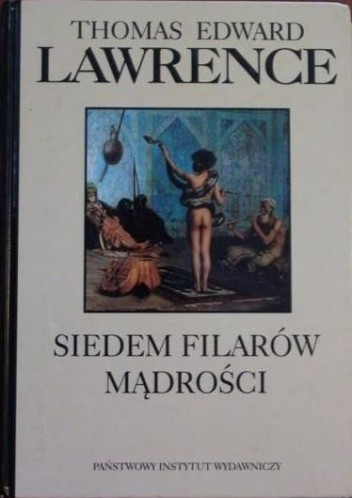 THOMAS EDWARD
LAWRENCE
SIEDEM FILARÓW
MĄDROŚCI
PAŃSTWOWY INSTYTUT WYDAWNICZY